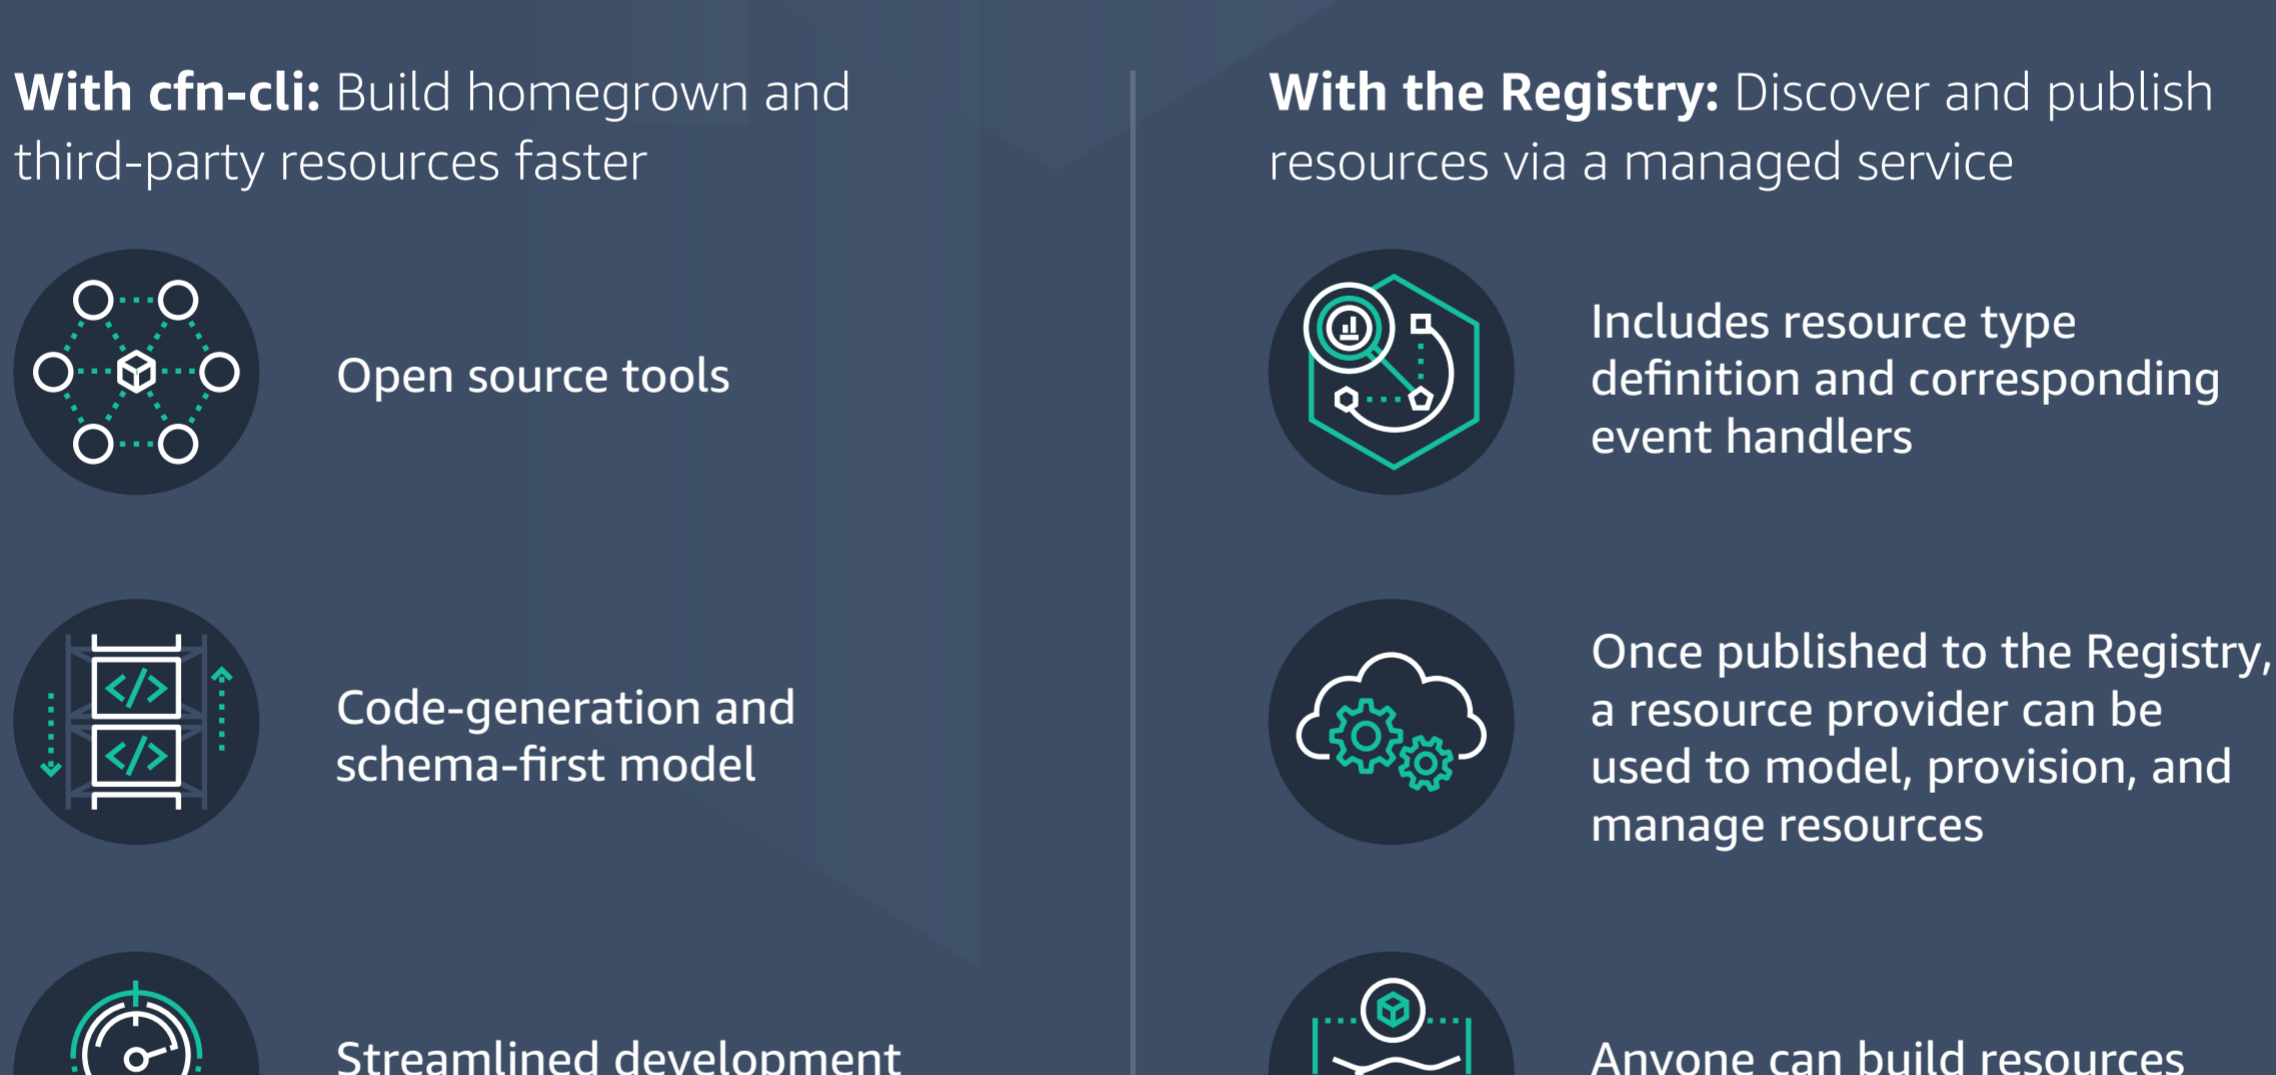 With cfn-cli: Build homegrown and
third-party resources faster
Open source tools
Code-generation and
schema-first model
Streamlined development
With the Registry: Discover and publish
resources via a managed service
Includes resource type
definition and corresponding
event handlers
Once published to the Registry,
a resource provider can be
used to model, provision, and
manage resources
Anyone can build resources